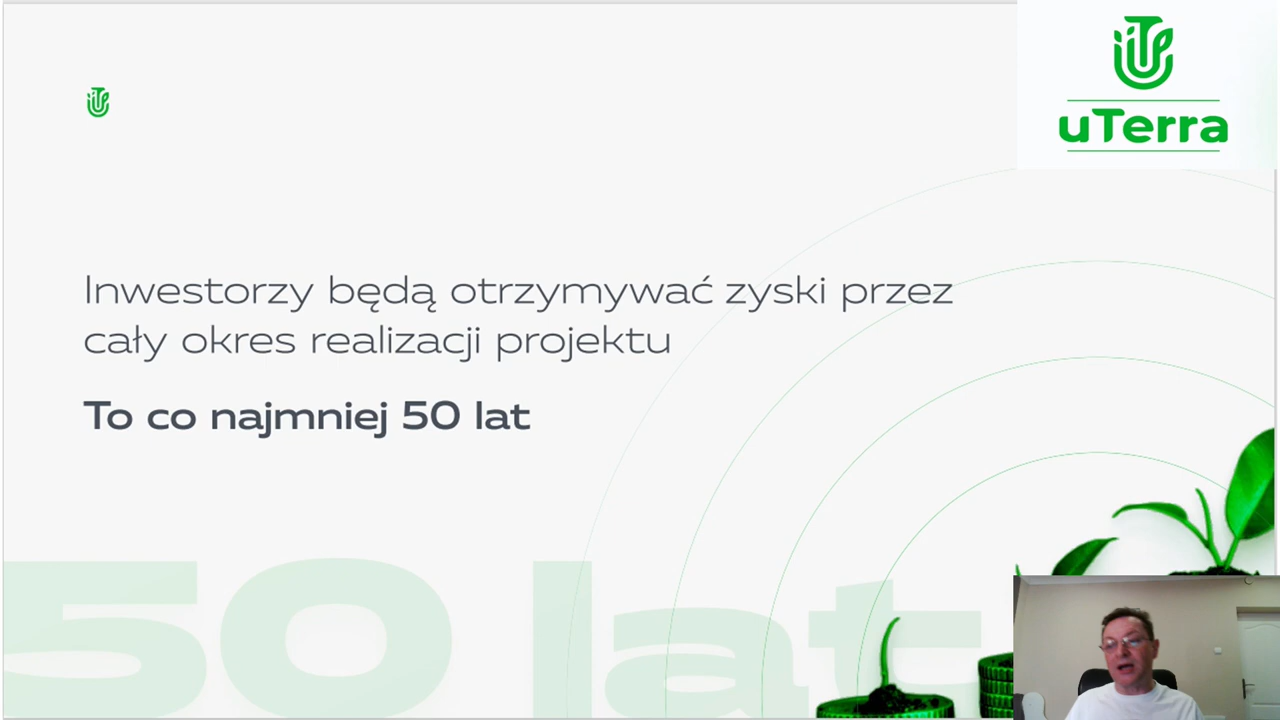 uTerra
Inwestorzy będą otrzymywać zyski przez
cały okres realizacji projektu
To co najmniej 50 lat
50 lat